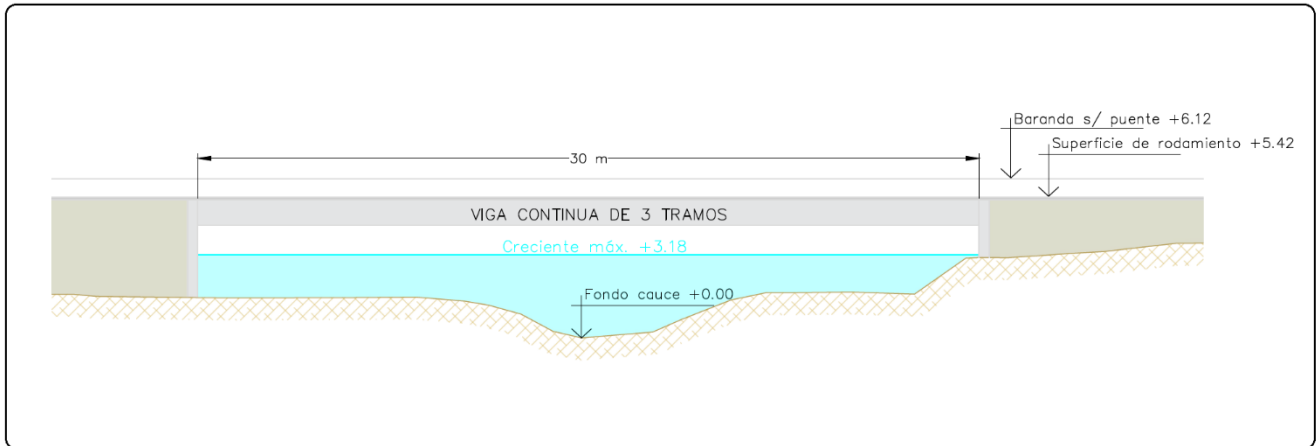 Baranda s/ puente +6.12
Superficie de rodamiento +5.42
30 m
VIGA CONTINUA DE 3 TRAMOS
Creciente máx. +3.18
Fondo cauce +0.00